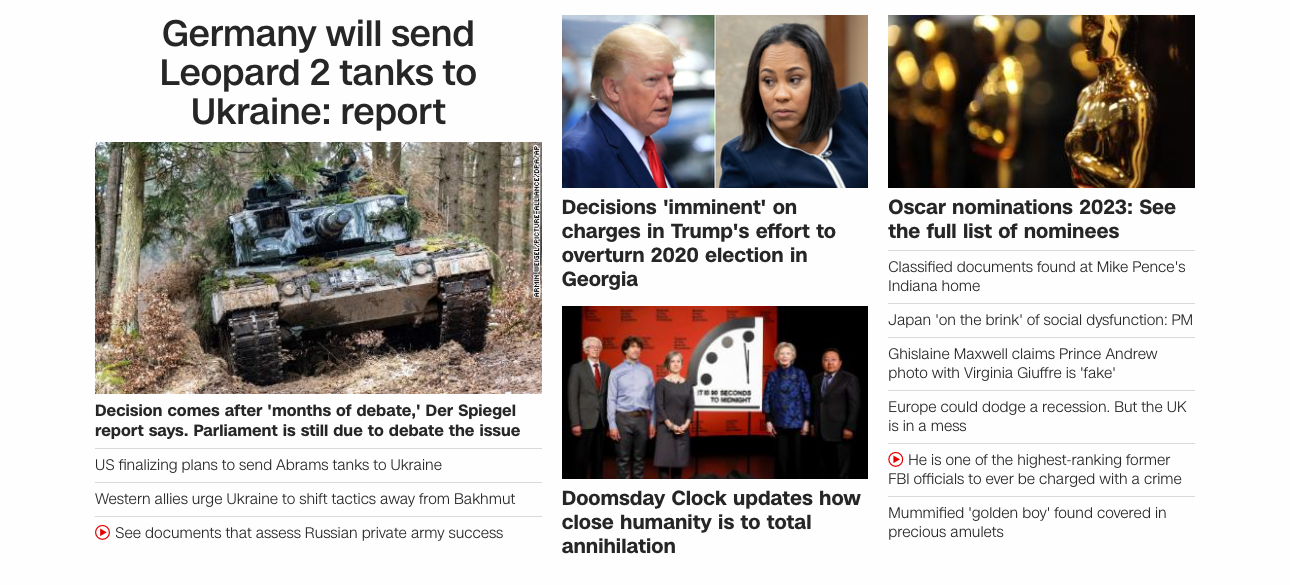 Germany will send
Leopard 2 tanks to
Ukraine: report
ARMIN WEIGEL/PICTURE-ALLIANCE/DPA/AP
Decision comes after 'months of debate,' Der Spiegel
report says. Parliament is still due to debate the issue
US finalizing plans to send Abrams tanks to Ukraine
Western allies urge Ukraine to shift tactics away from Bakhmut
See documents that assess Russian private army success
Decisions 'imminent' on
charges in Trump's effort to
overturn 2020 election in
Georgia
IT IS 90 SECONDS
TO MIDNIGHT
Doomsday Clock updates how
close humanity is to total
annihilation
Oscar nominations 2023: See
the full list of nominees
Classified documents found at Mike Pence's
Indiana home
Japan 'on the brink' of social dysfunction: PM
Ghislaine Maxwell claims Prince Andrew
photo with Virginia Giuffre is 'fake'
Europe could dodge a recession. But the UK
is in a mess
He is one of the highest-ranking former
FBI officials to ever be charged with a crime
Mummified 'golden boy' found covered in
precious amulets